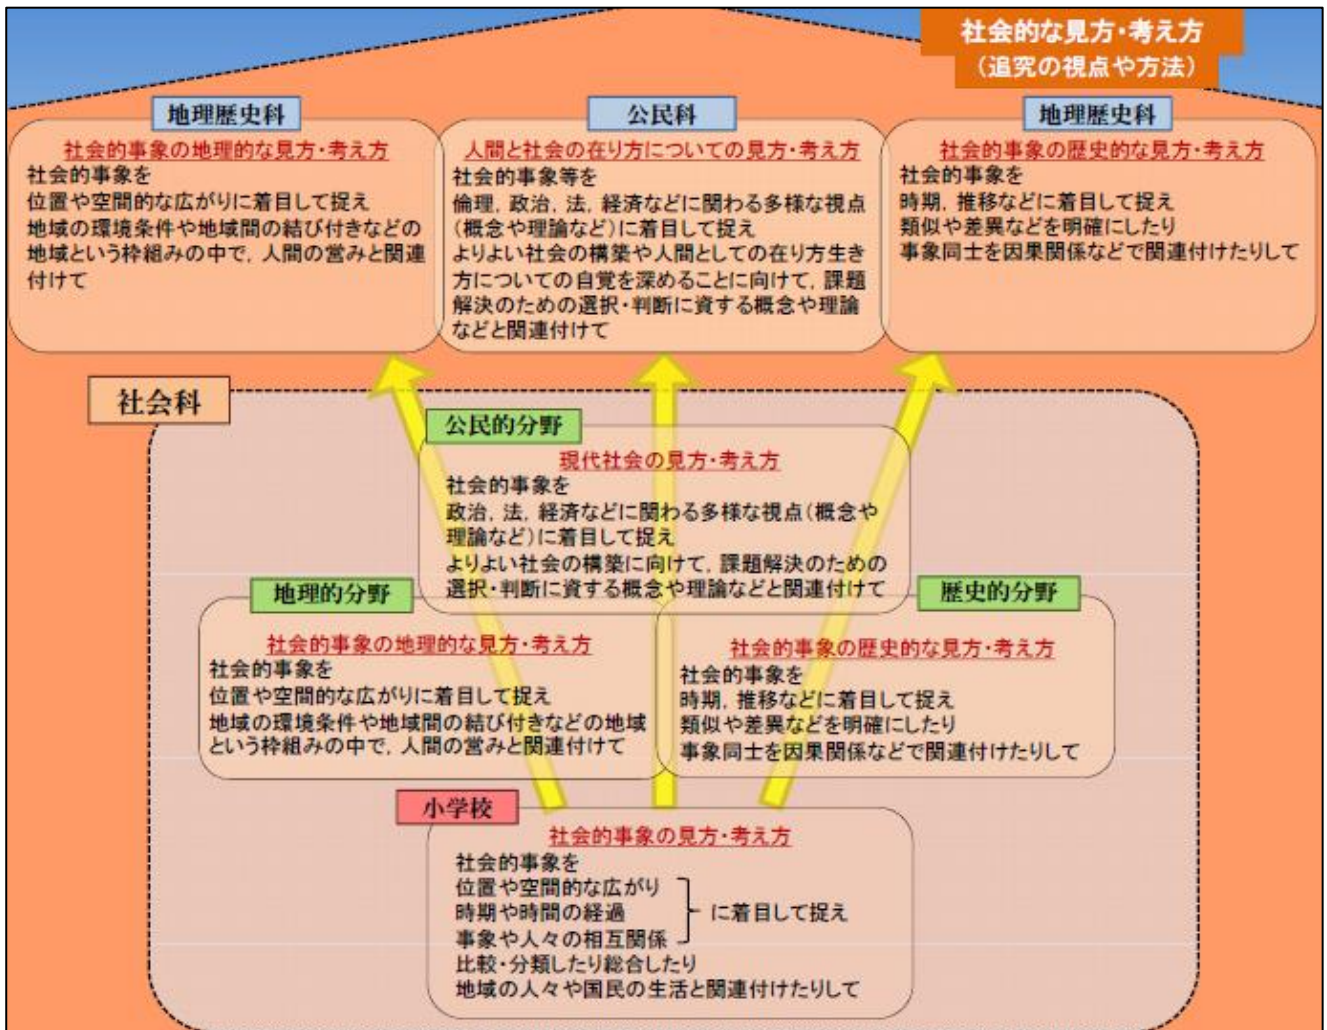 社会的な見方・考え方
（追究の視点や方法）
地理歴史科
社会的事象の地理的な見方・考え方
社会的事象を
位置や空間的な広がりに着目して捉え
地域の環境条件や地域間の結び付きなどの
地域という枠組みの中で，人間の営みと関連
付けて
公民科
人間と社会の在り方についての見方・考え方
社会的事象等を
倫理，政治，法，経済などに関わる多様な視点
（概念や理論など）に着目して捉え
よりよい社会の構築や人間としての在り方生き
方についての自覚を深めることに向けて，課題
解決のための選択・判断に資する概念や理論
などと関連付けて
地理歴史科
社会的事象の歴史的な見方・考え方
社会的事象を
時期，推移などに着目して捉え
類似や差異などを明確にしたり
事象同士を因果関係などで関連付けたりして
社会科
公民的分野
現代社会の見方・考え方
社会的事象を
政治，法，経済などに関わる多様な視点（概念や
理論など）に着目して捉え
よりよい社会の構築に向けて，課題解決のための
選択・判断に資する概念や理論などと関連付けて
地理的分野
社会的事象の地理的な見方・考え方
社会的事象を
位置や空間的な広がりに着目して捉え
地域の環境条件や地域間の結び付きなどの地域
という枠組みの中で，人間の営みと関連付けて
歴史的分野
社会的事象の歴史的な見方・考え方
社会的事象を
時期，推移などに着目して捉え
類似や差異などを明確にしたり
事象同士を因果関係などで関連付けたりして
小学校
社会的事象の見方・考え方
社会的事象を
位置や空間的な広がり
時期や時間の経過
事象や人々の相互関係
に着目して捉え
比較・分類したり総合したり
地域の人々や国民の生活と関連付けたりして